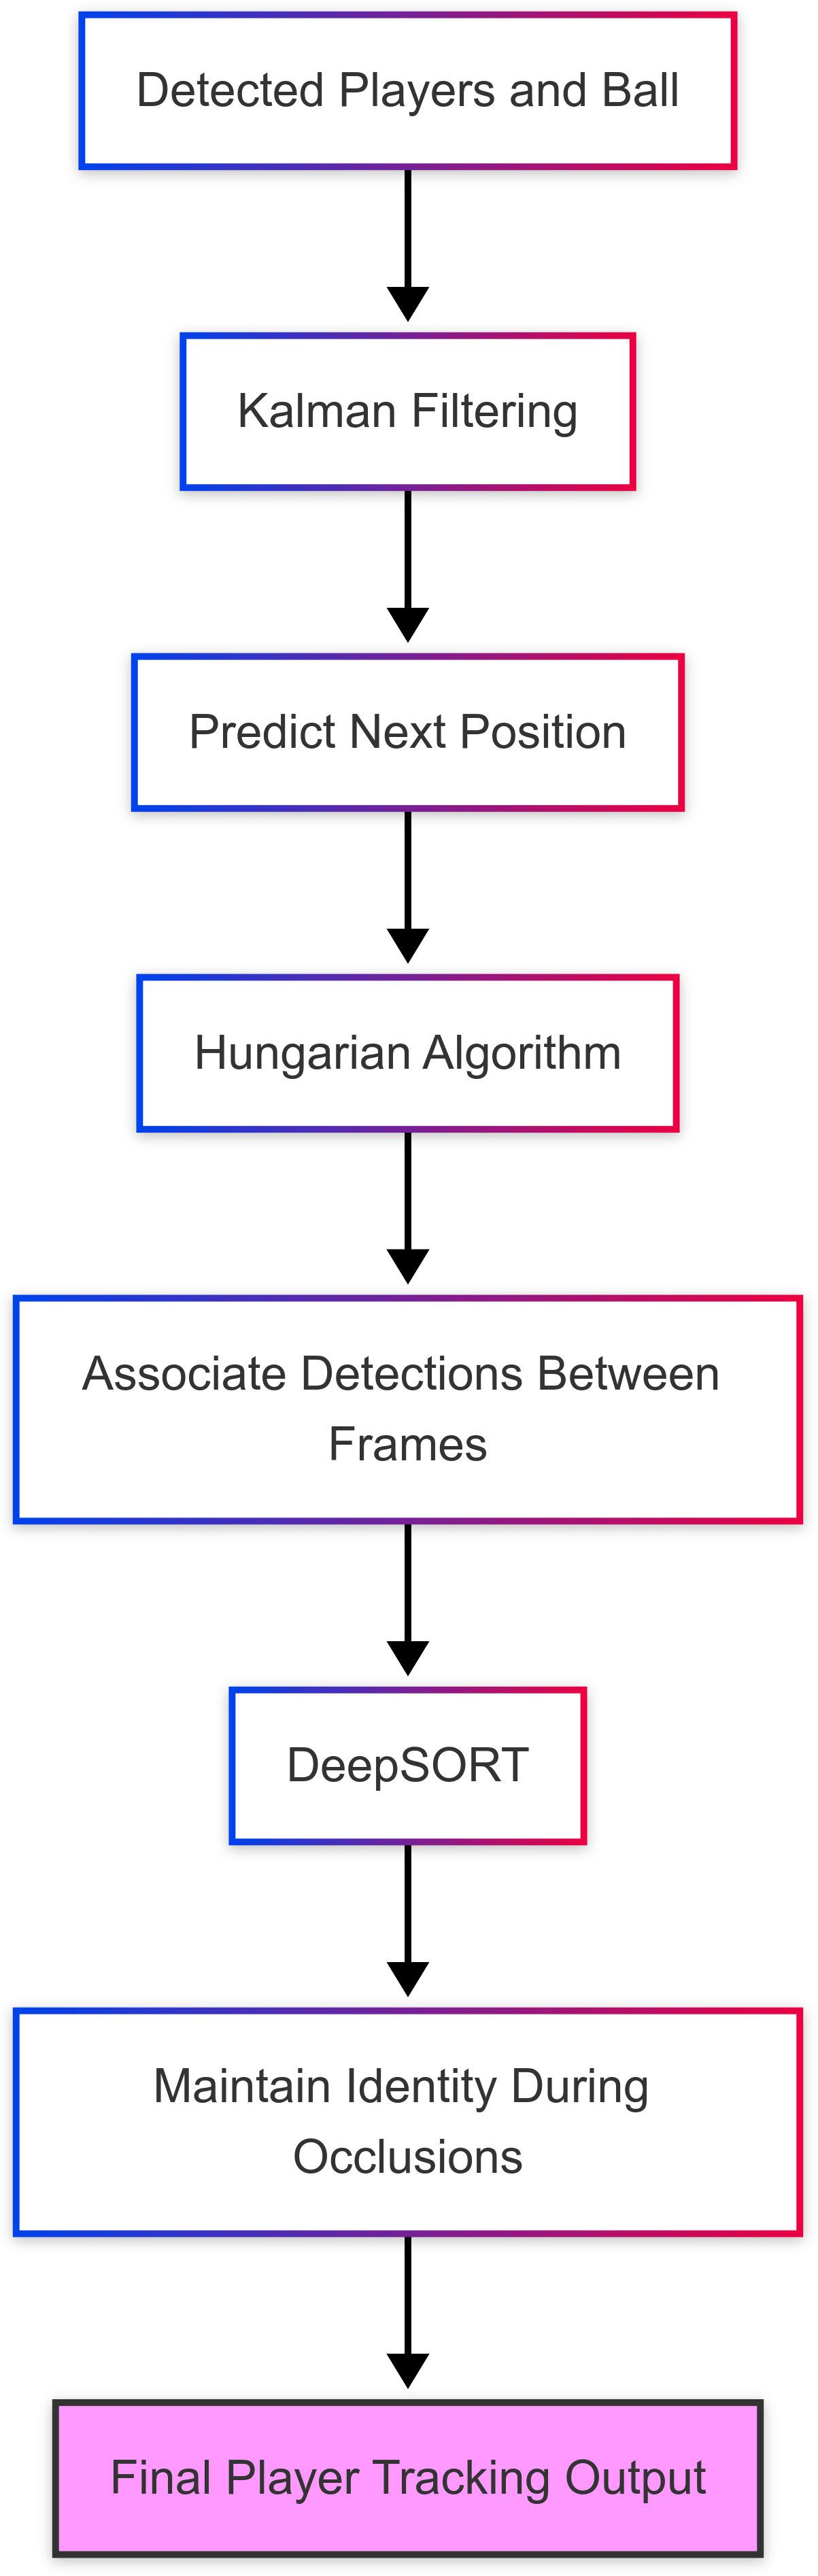 Detected Players and Ball
Kalman Filtering
Predict Next Position
Hungarian Algorithm
Associate Detections Between
Frames
DeepSORT
Maintain Identity During
Occlusions
Final Player Tracking Output